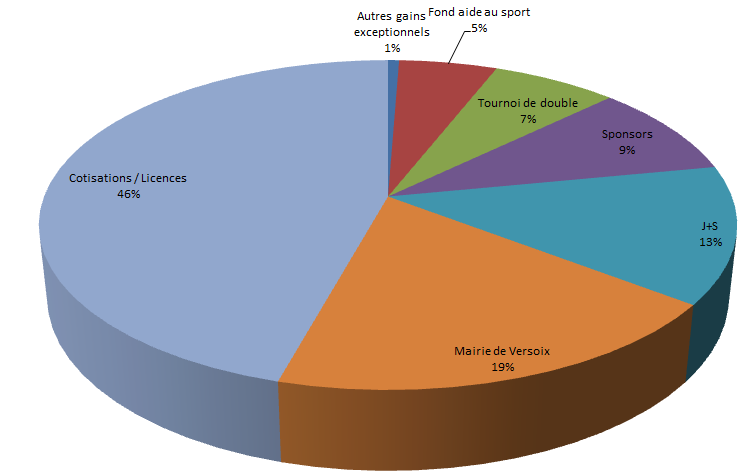 Autres gains
exceptionnels
1%
Fond aide au sport
5%
Tournoi de double
7%
Sponsors
9%
J+S
13%
Mairie de Versoix
19%
Cotisations / Licences
46%